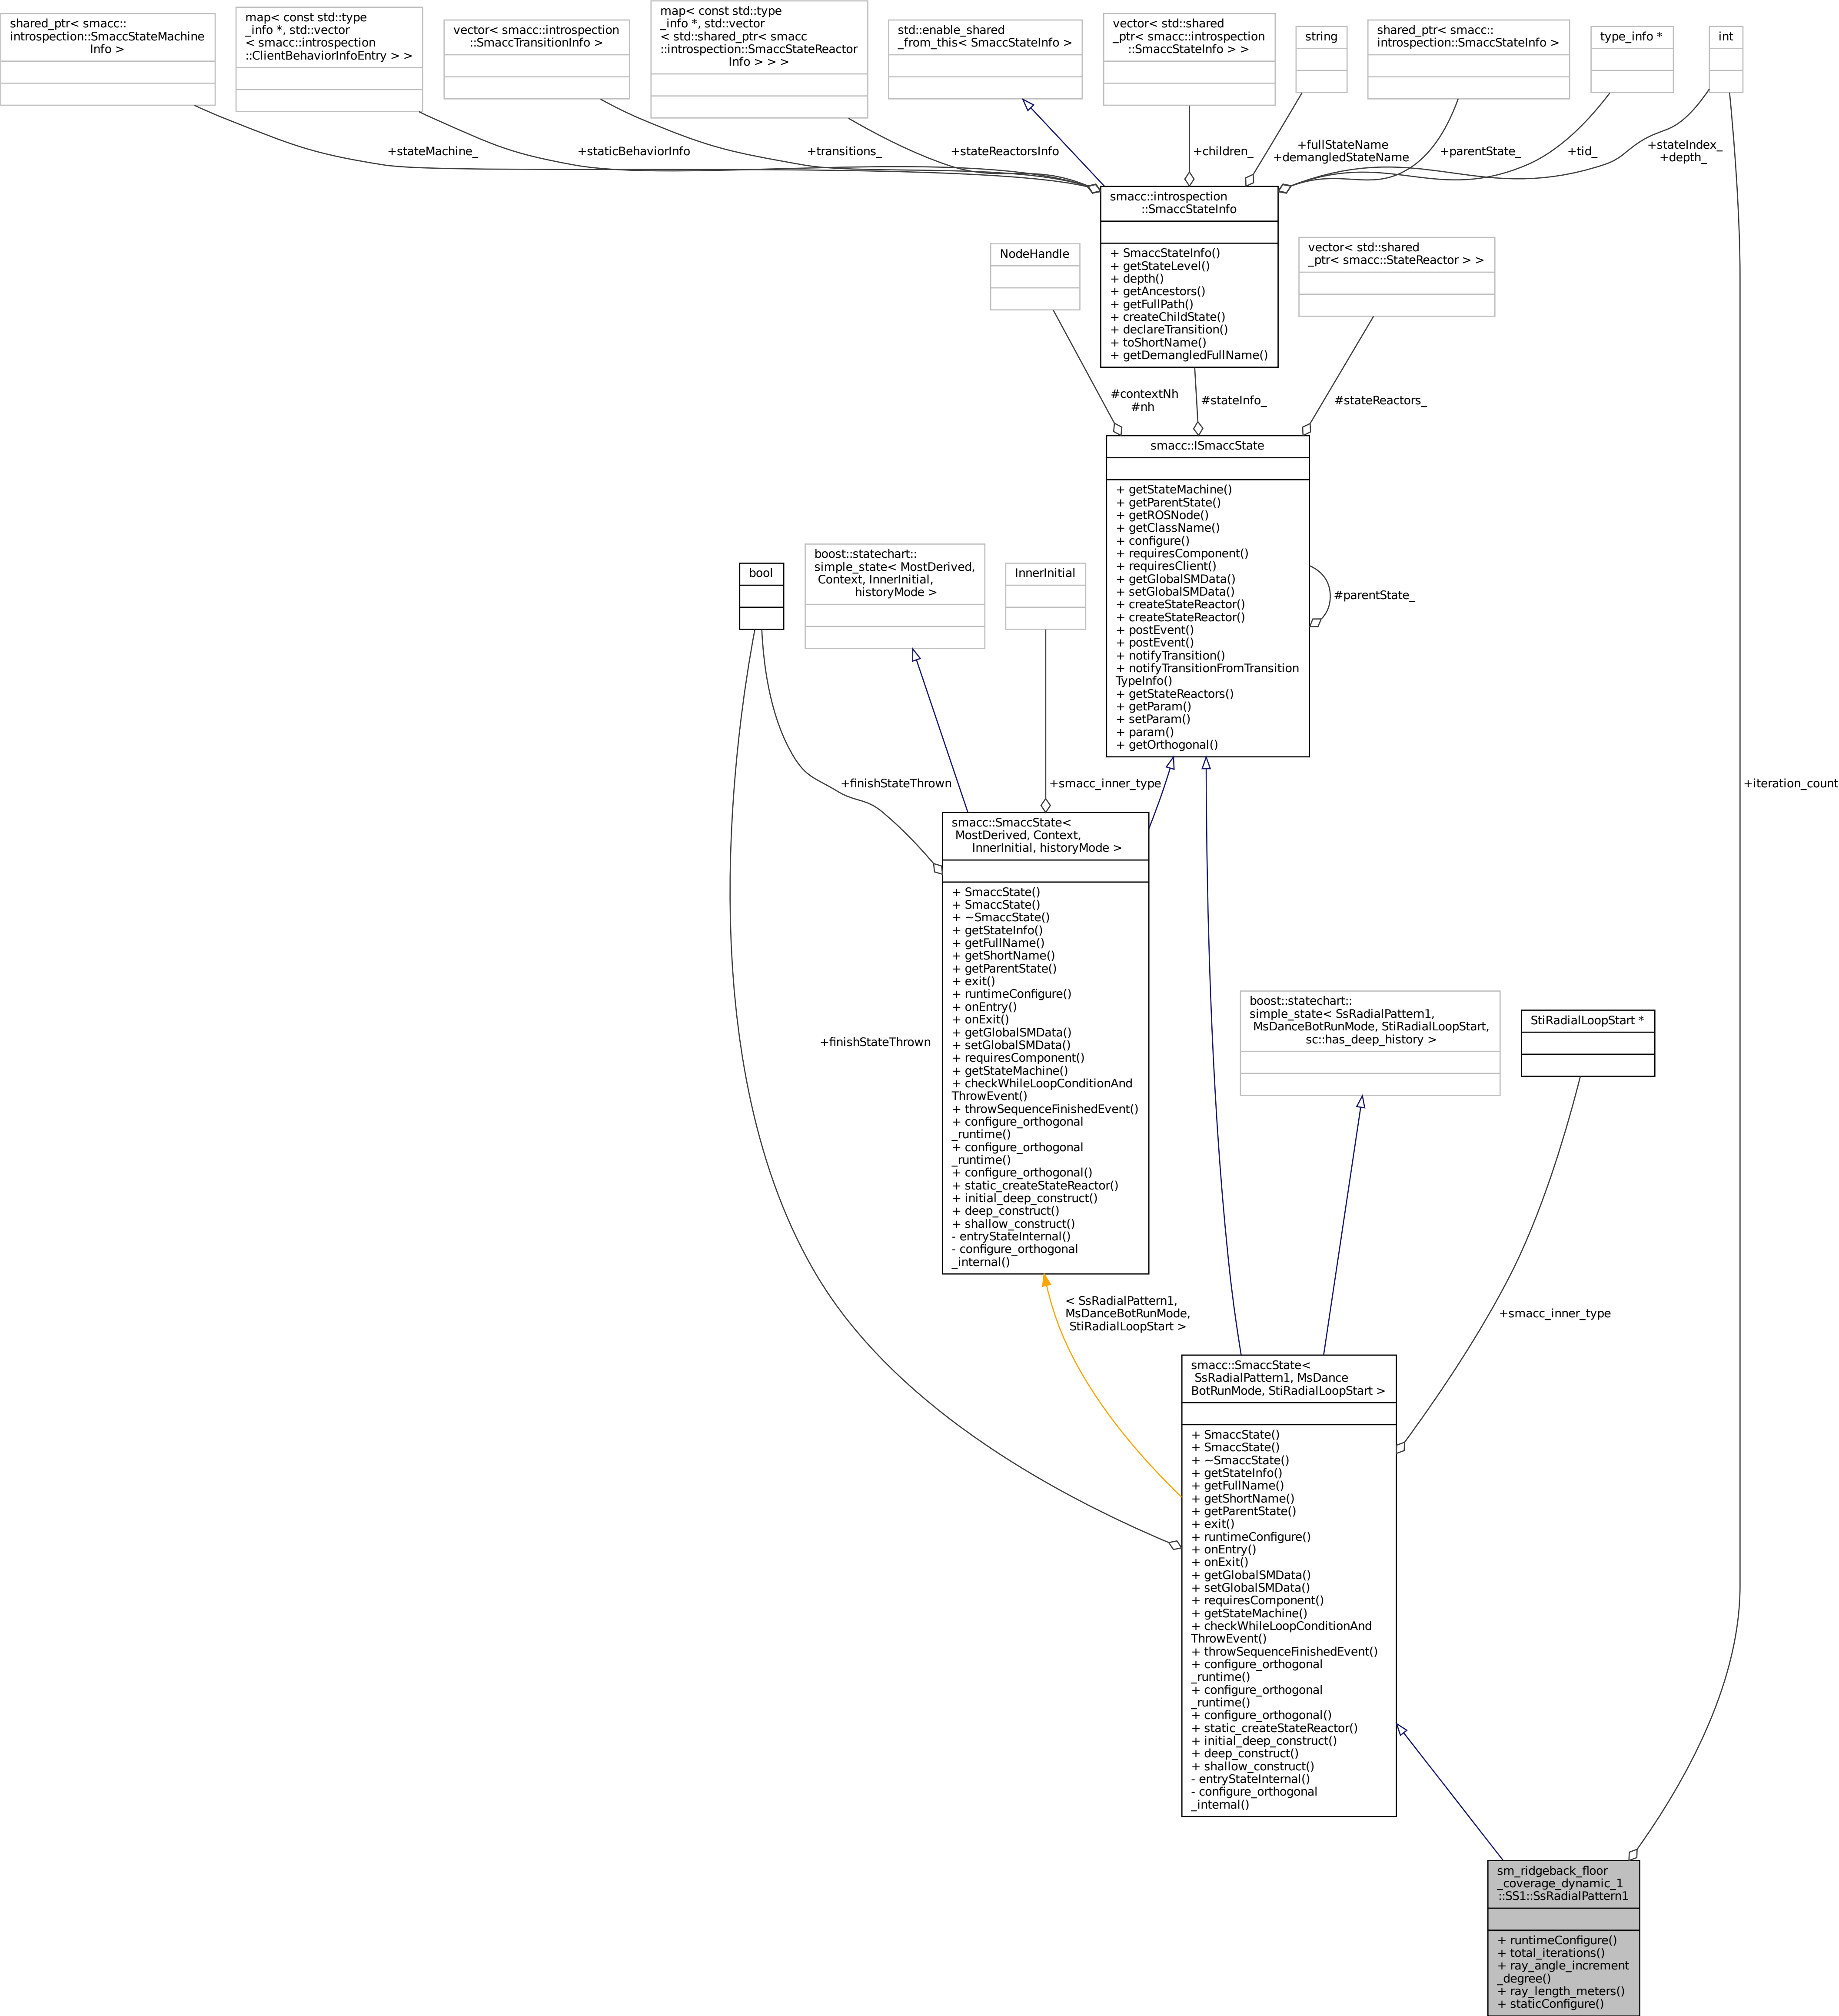 shared_ptr< smacc::
introspection::SmaccStateMachine
Info >
map< const std::type
_info *, std::vector
< smacc::introspection
::ClientBehaviorInfoEntry > >
vector< smacc::introspection
::SmaccTransitionInfo >
map< const std::type
_info *, std::vector
< std::shared_ptr< smacc
::introspection::SmaccStateReactor
Info > > >
std::enable_shared
_from_this< SmaccStateInfo >
vector< std::shared
_ptr< smacc::introspection
::SmaccStateInfo > >
string
shared_ptr< smacc::
introspection::SmaccStateInfo >
type_info *
int
+stateMachine_
+staticBehaviorInfo
+transitions_
+stateReactorsInfo
+children_
+fullStateName
+demangledStateName
+parentState_
+tid_
+stateIndex_
+depth_
smacc::introspection
::SmaccStateInfo
+ SmaccStateInfo()
+ getStateLevel()
+ depth()
+ getAncestors()
+ getFullPath()
+ createChildState()
+ declareTransition()
+ toShortName()
+ getDemangledFullName()
NodeHandle
vector< std::shared
_ptr< smacc::StateReactor > >
#contextNh
#nh
#stateInfo_
#stateReactors_
smacc::ISmaccState
+ getStateMachine()
+ getParentState()
+ getROSNode()
+ getClassName()
+ configure()
+ requiresComponent()
+ requiresClient()
+ getGlobalSMData()
+ setGlobalSMData()
+ createStateReactor()
+ createStateReactor()
+ postEvent()
+ postEvent()
+ notifyTransition()
+ notifyTransitionFromTransition
TypeInfo()
+ getStateReactors()
+ getParam()
+ setParam()
+ param()
+ getOrthogonal()
#parentState_
bool
boost::statechart::
simple_state< MostDerived,
Context, InnerInitial,
historyMode >
InnerInitial
+finishStateThrown
+smacc_inner_type
+iteration_count
smacc::SmaccState<
MostDerived, Context,
InnerInitial, historyMode >
+ SmaccState()
+ SmaccState()
+ ~SmaccState()
+ getStateInfo()
+ getFullName()
+ getShortName()
+ getParentState()
+ exit()
+ runtimeConfigure()
+ onEntry()
+ onExit()
+ getGlobalSMData()
+ setGlobalSMData()
+ requiresComponent()
+ getStateMachine()
+ checkWhileLoopConditionAnd
ThrowEvent()
+ throwSequenceFinishedEvent()
+ configure_orthogonal
_runtime()
+ configure_orthogonal
_runtime()
+ configure_orthogonal()
+ static_createStateReactor()
+ initial_deep_construct()
+ deep_construct()
+ shallow_construct()
- entryStateInternal()
- configure_orthogonal
_internal()
+finishStateThrown
boost::statechart::
simple_state< SsRadialPattern1,
MsDanceBotRunMode, StiRadialLoopStart,
sc::has_deep_history >
StiRadialLoopStart *
< SsRadialPattern1,
MsDanceBotRunMode,
StiRadialLoopStart >
+smacc_inner_type
smacc::SmaccState<
SsRadialPattern1, MsDance
BotRunMode, StiRadialLoopStart >
+ SmaccState()
+ SmaccState()
+ ~SmaccState()
+ getStateInfo()
+ getFullName()
+ getShortName()
+ getParentState()
+ exit()
+ runtimeConfigure()
+ onEntry()
+ onExit()
+ getGlobalSMData()
+ setGlobalSMData()
+ requiresComponent()
+ getStateMachine()
+ checkWhileLoopConditionAnd
ThrowEvent()
+ throwSequenceFinishedEvent()
+ configure_orthogonal
_runtime()
+ configure_orthogonal
_runtime()
+ configure_orthogonal()
+ static_createStateReactor()
+ initial_deep_construct()
+ deep_construct()
+ shallow_construct()
- entryStateInternal()
- configure_orthogonal
_internal()
sm_ridgeback_floor
_coverage_dynamic_1
::SS1::SsRadialPattern1
+ runtimeConfigure()
+ total_iterations()
+ ray_angle_increment
_degree()
+ ray_length_meters()
+ staticConfigure()